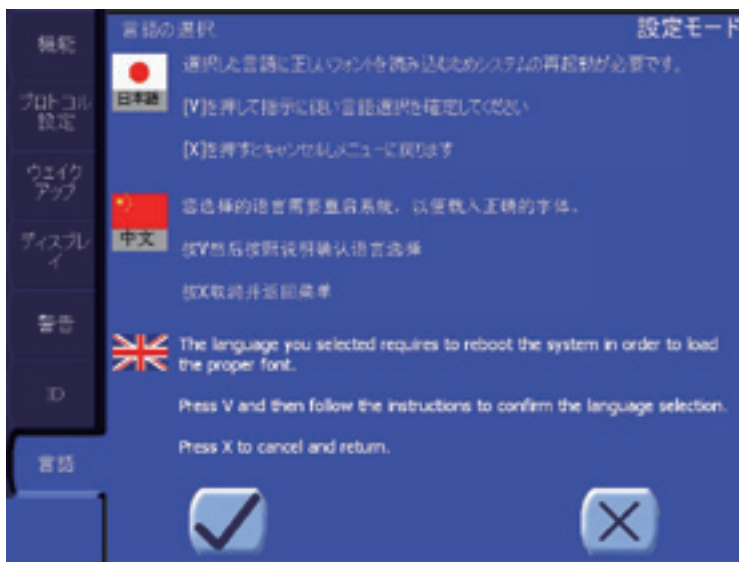 言語の選択
設定モード
機能
プロトコル
設定
ウェイク
アップ
ディスプレ
イ
警告
ID
言語
日本語
選択した言語に正しいフォントを読み込むためシステムの再起動が必要です。
[V]を押して指示に従い言語選択を確定してください
[X]を押すとキャンセルしメニューに戻ります
中文
您选择的语言需要重启系统，以便载入正确的字体。
按V然后按照说明确认语言选择
按X取消并返回菜单
The language you selected requires to reboot the system in order to load
the proper font.
Press V and then follow the instructions to confirm the language selection.
Press X to cancel and return.